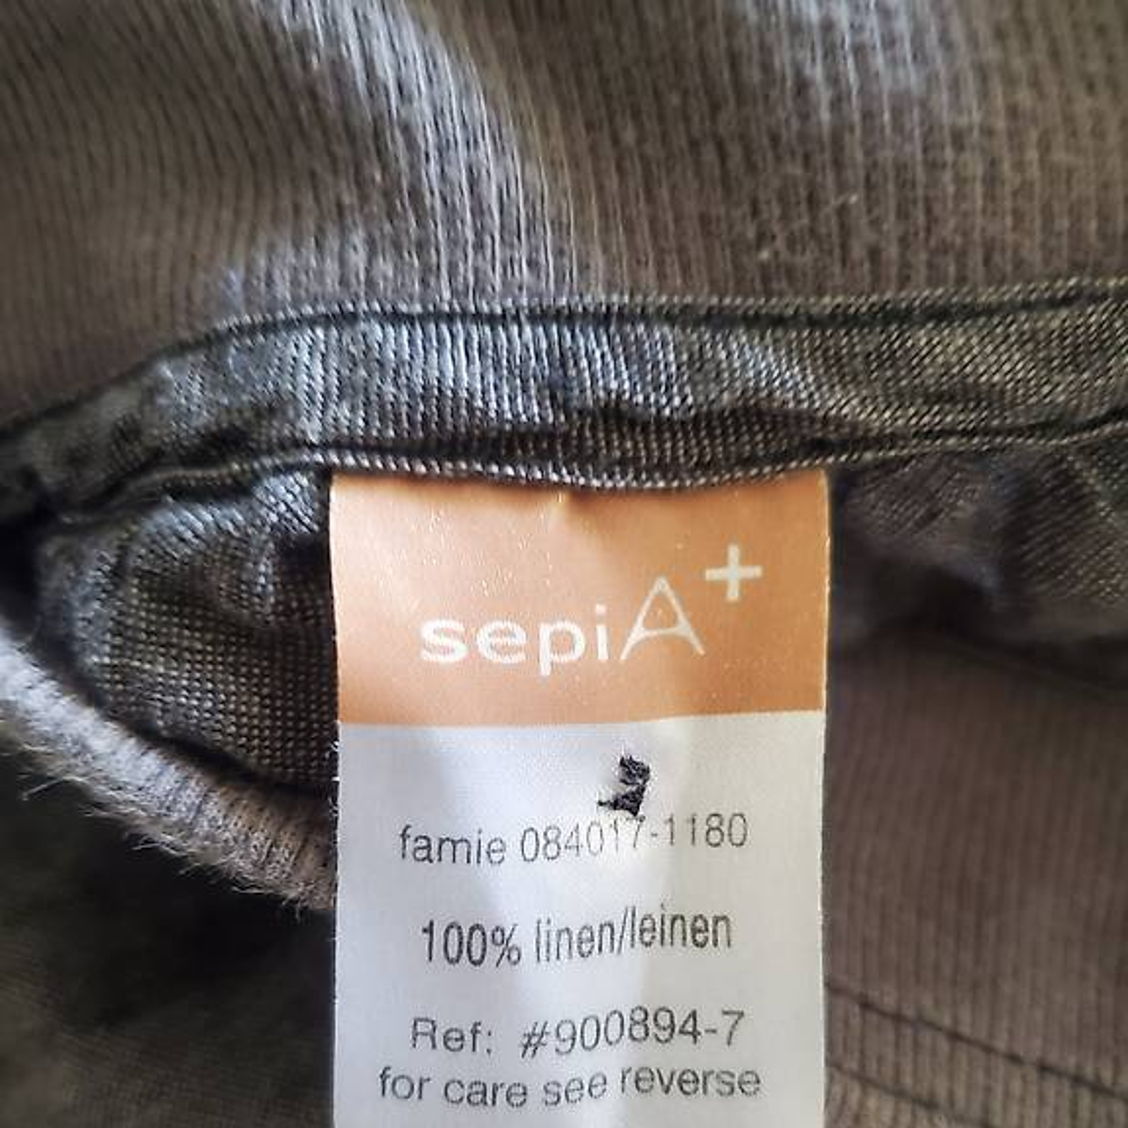 sepiA+
famie 084017-1180
100% linen/leinen
Ref: #900894-7
for care see reverse